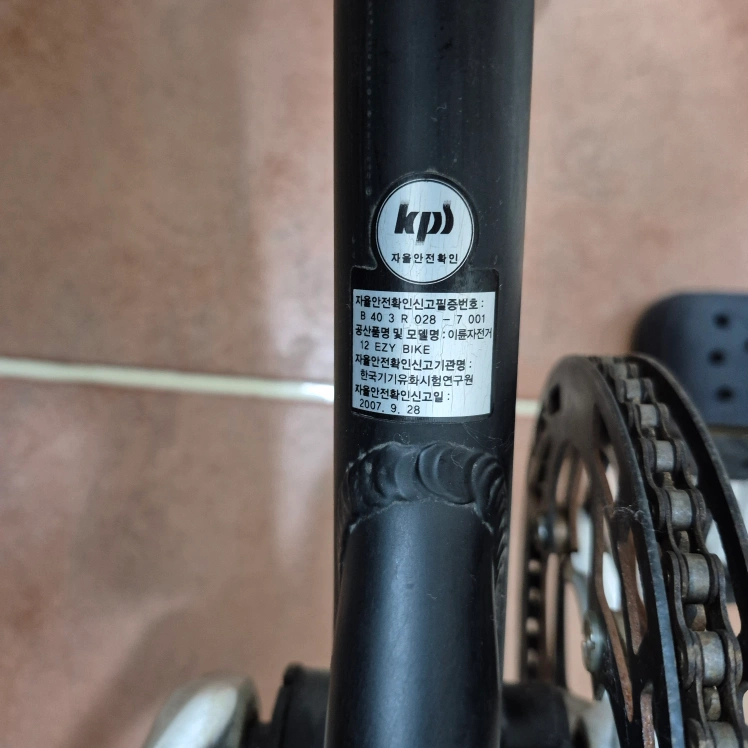 kps
자율안전확인
자율안전확인신고필증번호 :
B 40 3 R 028 - 7 001
공산품명 및 모델명 : 이륜자전거
12 EZY BIKE
자율안전확인신고기관명 :
한국기기유화시험연구원
자율안전확인신고일 :
2007. 9. 28